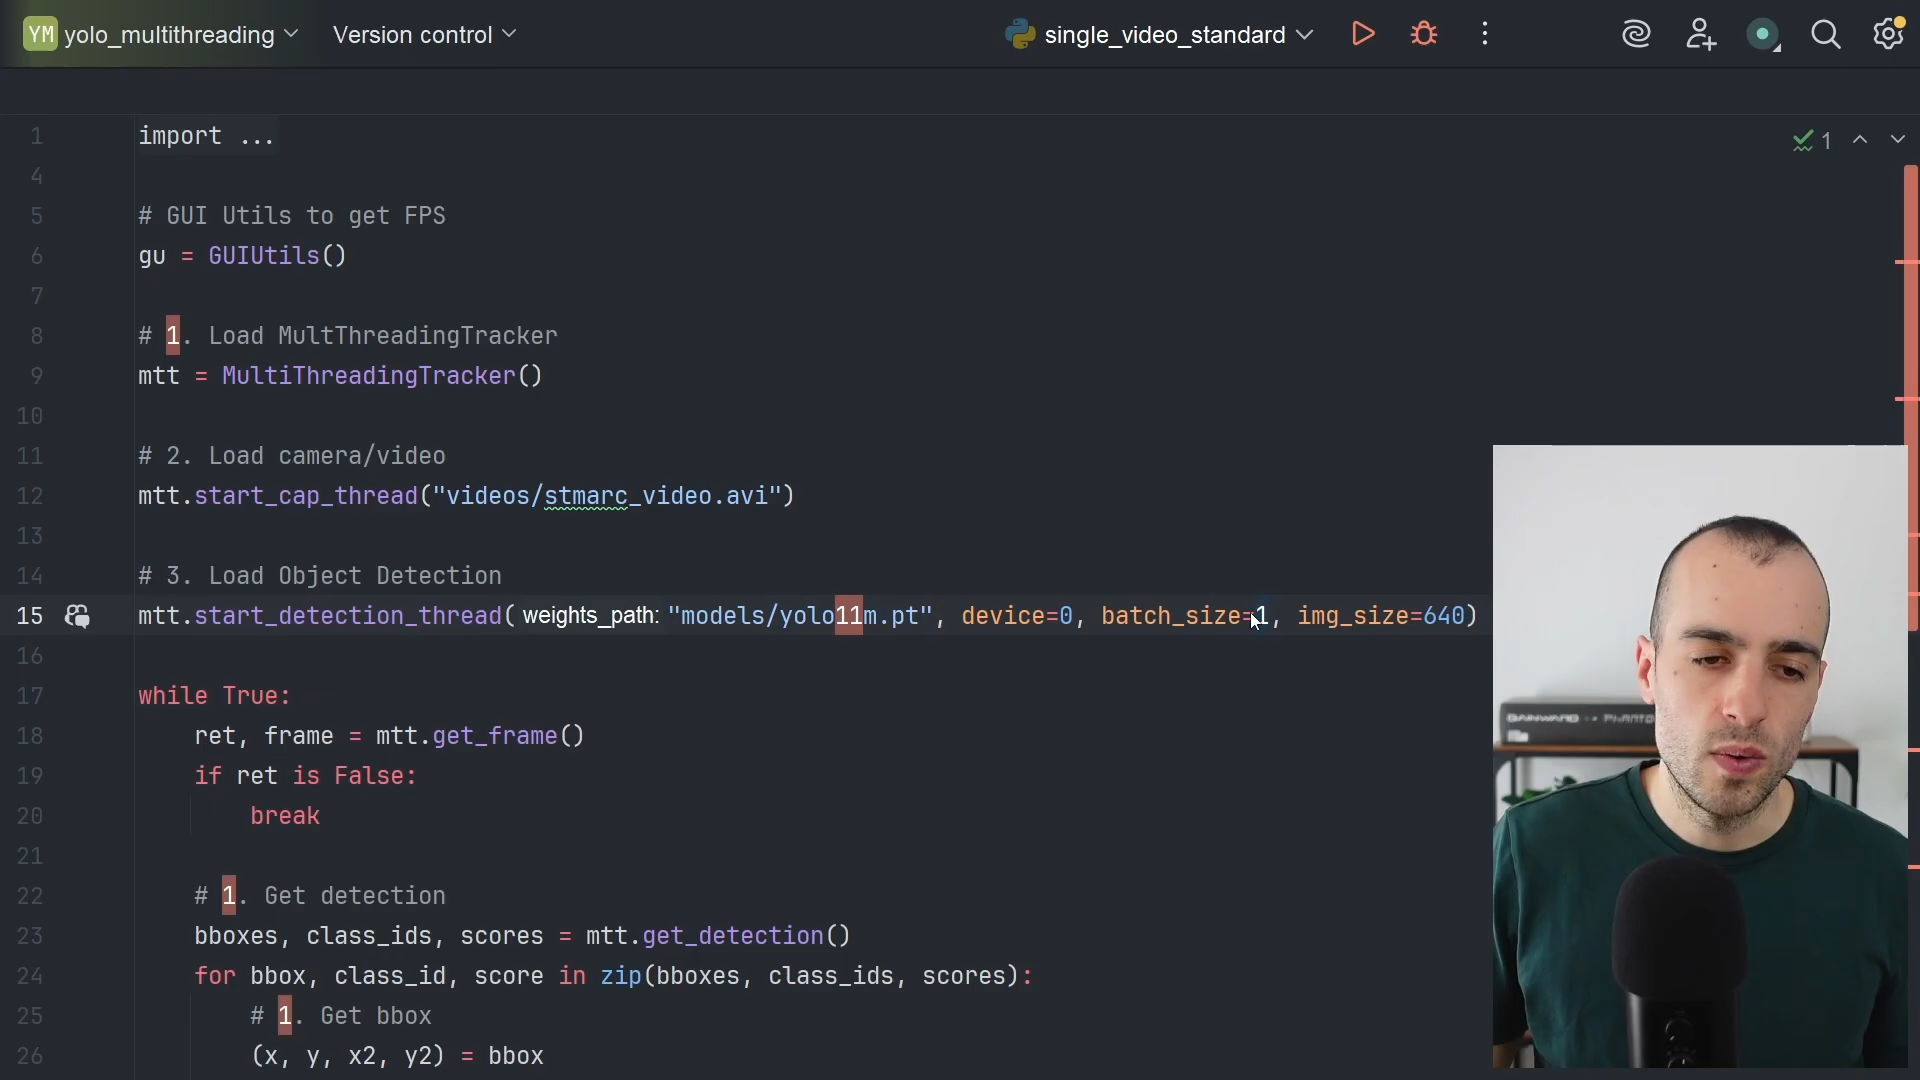 YM yolo_multithreading Version control single_video_standard
1 import ...
1
4
5 # GUI Utils to get FPS
6 gu = GUIUtils()
7
8 # 1. Load MultThreadingTracker
9 mtt = MultiThreadingTracker()
10
11 # 2. Load camera/video
12 mtt.start_cap_thread("videos/stmarc_video.avi")
13
14 # 3. Load Object Detection
15 mtt.start_detection_thread( weights_path: "models/yolo11m.pt", device=0, batch_size=1, img_size=640)
16
17 while True:
18 ret, frame = mtt.get_frame()
19 if ret is False:
20 break
21
22 # 1. Get detection
23 bboxes, class_ids, scores = mtt.get_detection()
24 for bbox, class_id, score in zip(bboxes, class_ids, scores):
25 # 1. Get bbox
26 (x, y, x2, y2) = bbox
GAINWARD